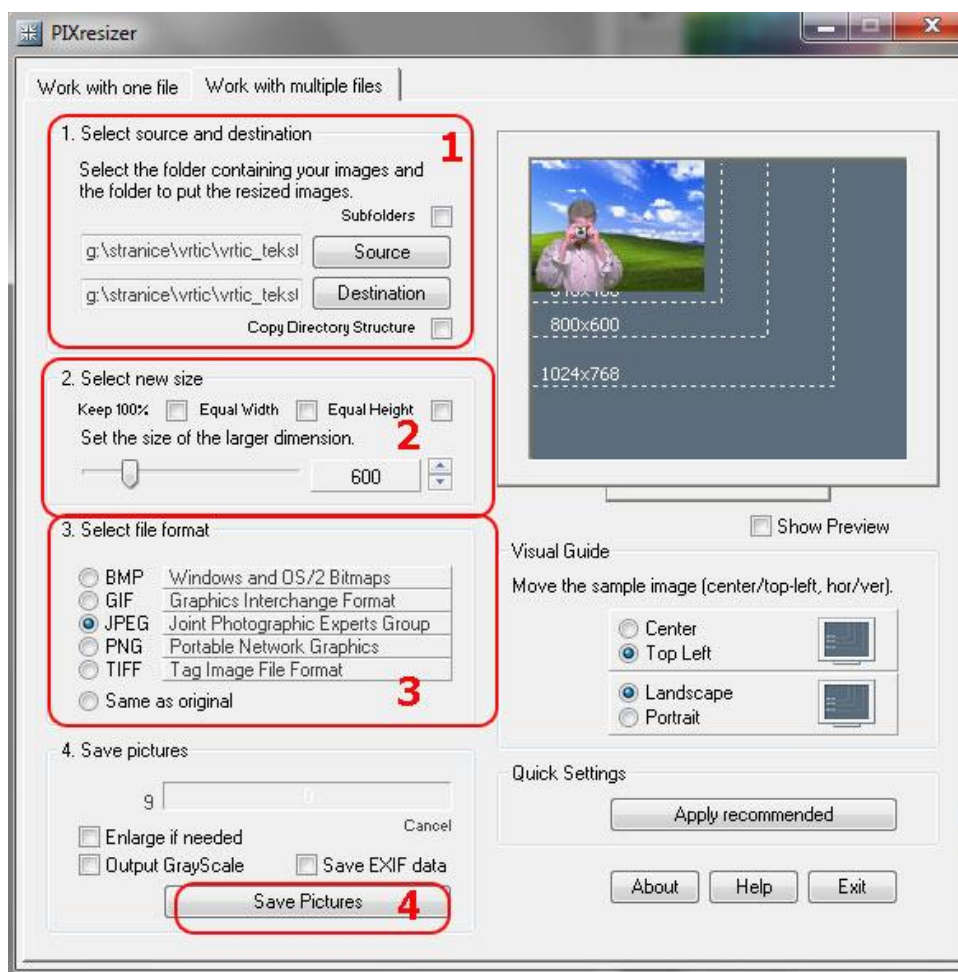 PIXresizer
Work with one file
Work with multiple files
1. Select source and destination
1
Select the folder containing your images and
the folder to put the resized images.
Subfolders
g:\stranice\vrtic\vrtic_tekst
Source
g:\stranice\vrtic\vrtic_tekst
Destination
Copy Directory Structure
2. Select new size
Keep 100% Equal Width Equal Height
Set the size of the larger dimension.
2
600
3. Select file format
BMP Windows and OS/2 Bitmaps
GIF Graphics Interchange Format
JPEG Joint Photographic Experts Group
PNG Portable Network Graphics
TIFF Tag Image File Format
Same as original
3
4. Save pictures
9 0
Cancel
Enlarge if needed
Output GrayScale Save EXIF data
Save Pictures
4
800x600
1024x768
Show Preview
Visual Guide
Move the sample image (center/top-left, hor/ver).
Center
Top Left
Landscape
Portrait
Quick Settings
Apply recommended
About Help Exit